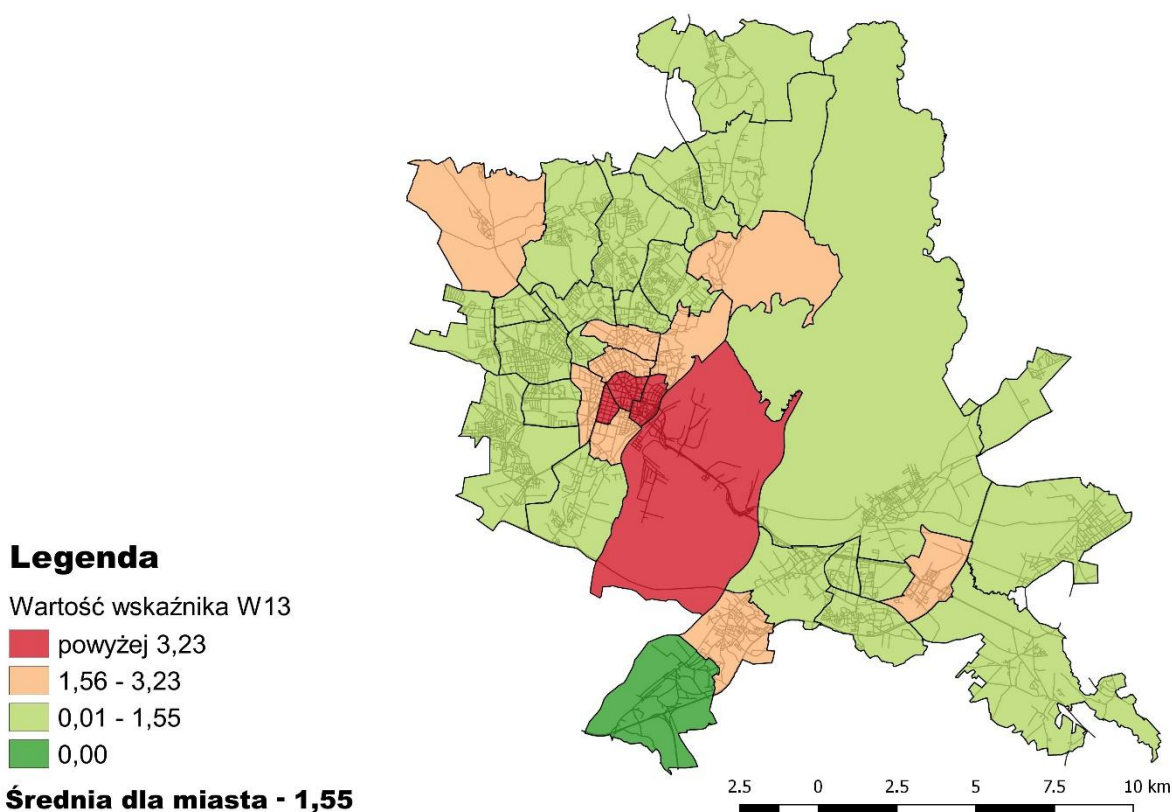 Legenda
Wartość wskaźnika W13
powyżej 3,23
1,56 - 3,23
0,01 - 1,55
0,00
Średnia dla miasta - 1,55
2.5 0 2.5 5 7.5 10 km